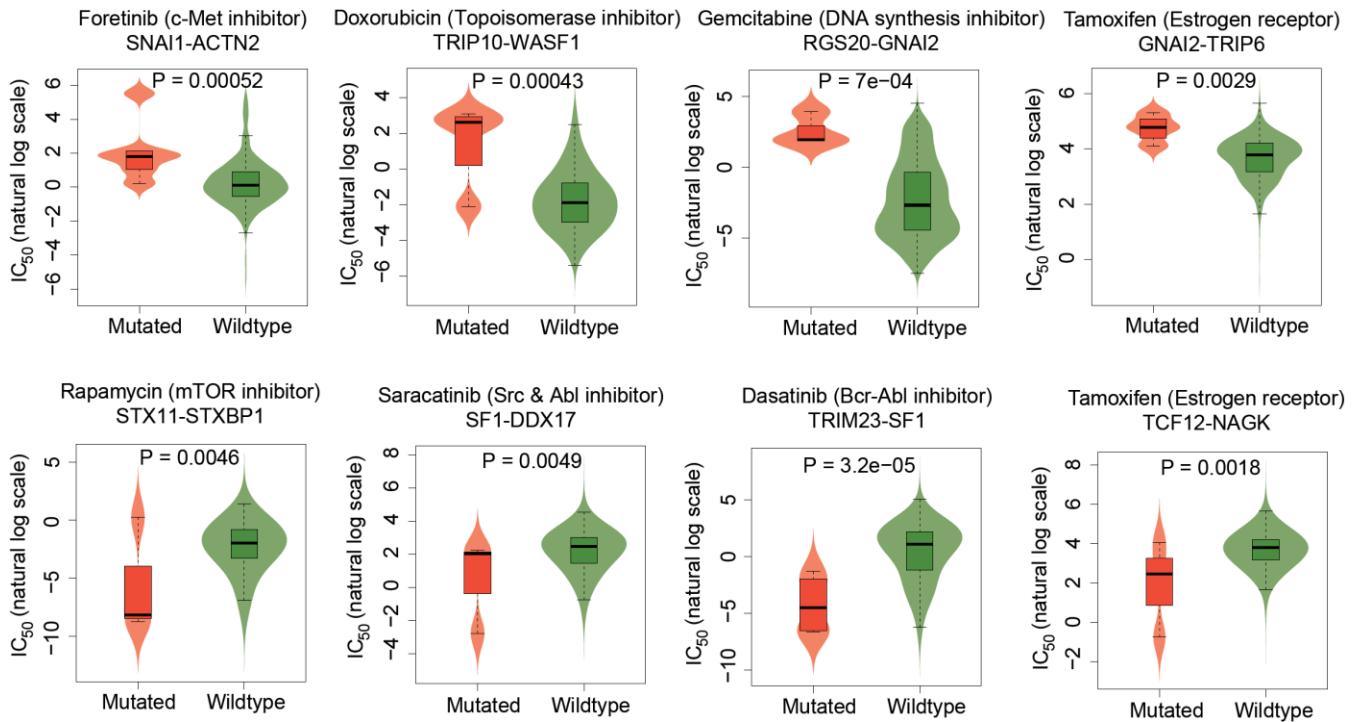 Foretinib (c-Met inhibitor)
SNAI1-ACTN2
P = 0.00052
IC50 (natural log scale)
6
4
2
0
−2
−4
−6
Mutated
Wildtype
Doxorubicin (Topoisomerase inhibitor)
TRIP10-WASF1
P = 0.00043
IC50 (natural log scale)
4
2
0
−2
−4
−6
Mutated
Wildtype
Gemcitabine (DNA synthesis inhibitor)
RGS20-GNAI2
P = 7e−04
IC50 (natural log scale)
5
0
−5
Mutated
Wildtype
Tamoxifen (Estrogen receptor)
GNAI2-TRIP6
P = 0.0029
IC50 (natural log scale)
6
4
2
0
Mutated
Wildtype
Rapamycin (mTOR inhibitor)
STX11-STXBP1
P = 0.0046
IC50 (natural log scale)
5
0
−5
−10
Mutated
Wildtype
Saracatinib (Src & Abl inhibitor)
SF1-DDX17
P = 0.0049
IC50 (natural log scale)
8
6
4
2
0
−2
−4
Mutated
Wildtype
Dasatinib (Bcr-Abl inhibitor)
TRIM23-SF1
P = 3.2e−05
IC50 (natural log scale)
5
0
−5
−10
Mutated
Wildtype
Tamoxifen (Estrogen receptor)
TCF12-NAGK
P = 0.0018
IC50 (natural log scale)
8
6
4
2
0
−2
Mutated
Wildtype